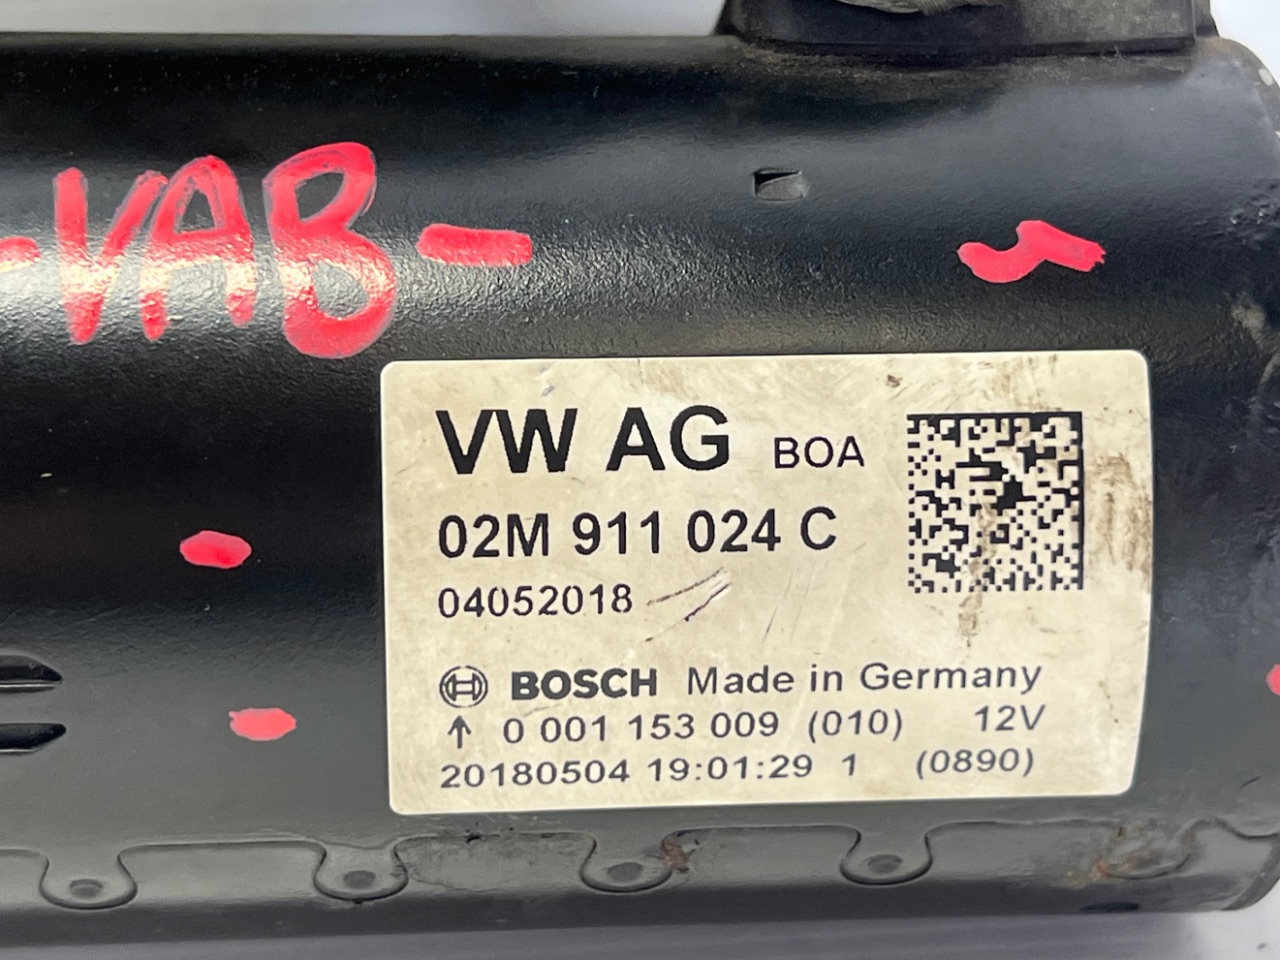 -VAB-
VW AG BOA
02M 911 024 C
04052018
BOSCH Made in Germany
↑ 0 001 153 009 (010) 12V
20180504 19:01:29 1 (0890)